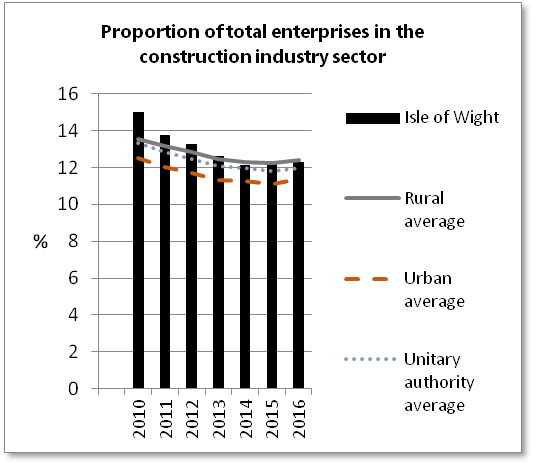 Proportion of total enterprises in the
construction industry sector
16
14
12
10
8
6
4
2
0
%
2010
2011
2012
2013
2014
2015
2016
Isle of Wight
Rural
average
Urban
average
Unitary
authority
average